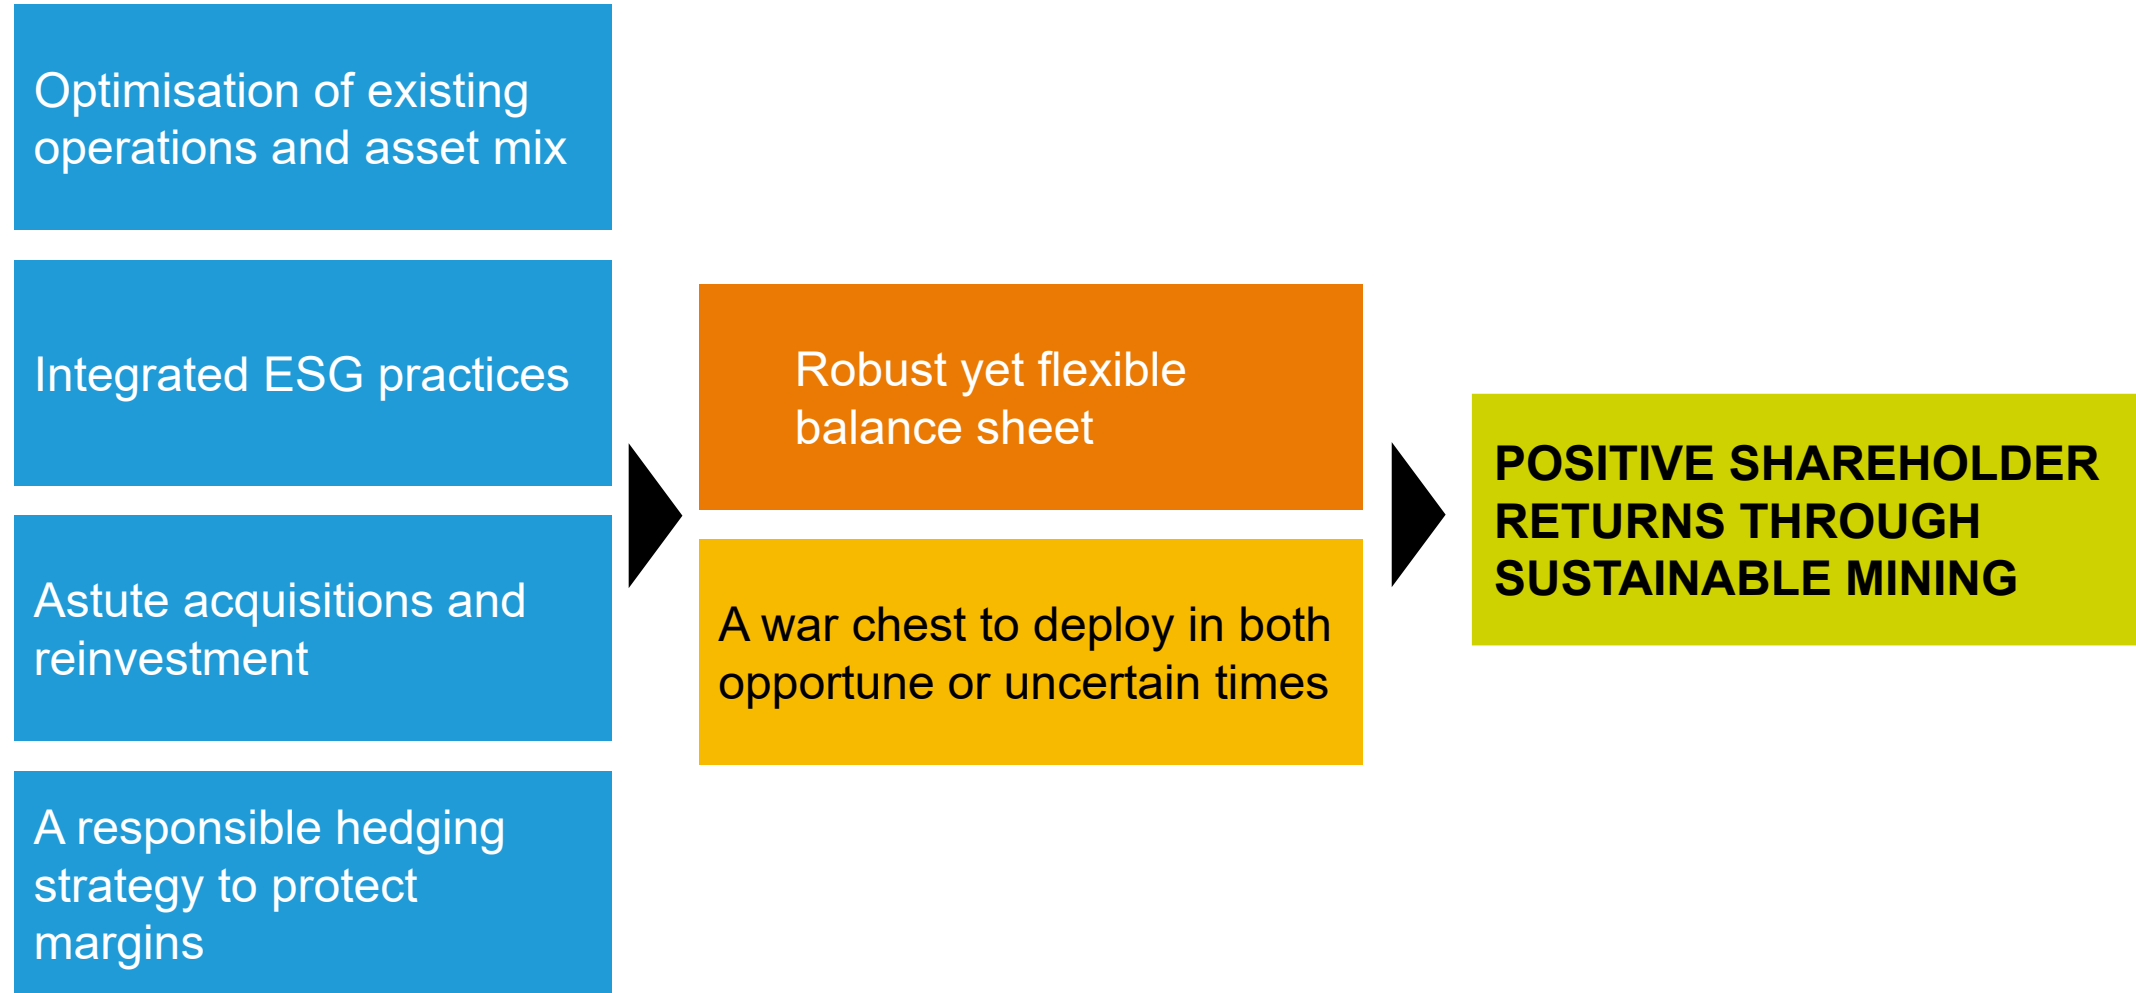 Optimisation of existing
operations and asset mix
Integrated ESG practices
Astute acquisitions and
reinvestment
A responsible hedging
strategy to protect
margins
Robust yet flexible
balance sheet
A war chest to deploy in both
opportune or uncertain times
POSITIVE SHAREHOLDER
RETURNS THROUGH
SUSTAINABLE MINING